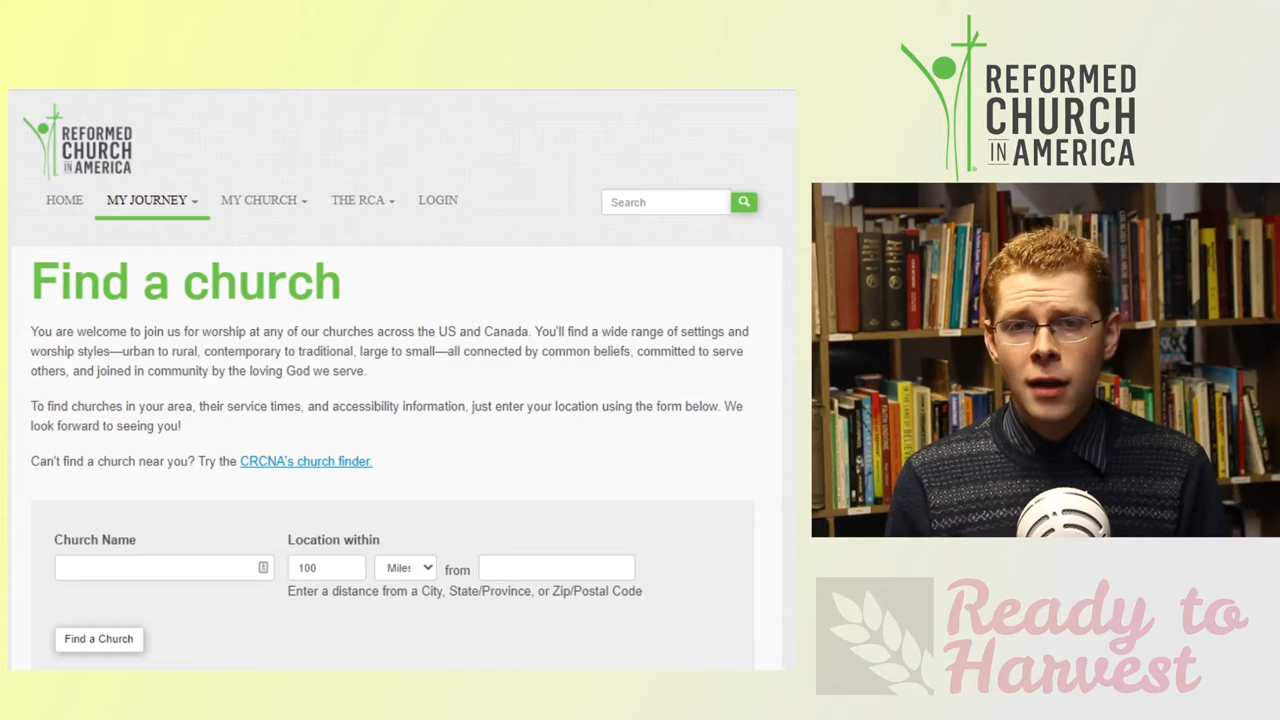 REFORMED
CHURCH
IN AMERICA
HOME
MY JOURNEY
MY CHURCH
THE RCA
LOGIN
Search
Find a church
You are welcome to join us for worship at any of our churches across the US and Canada. You'll find a wide range of settings and
worship styles—urban to rural, contemporary to traditional, large to small—all connected by common beliefs, committed to serve
others, and joined in community by the loving God we serve.
To find churches in your area, their service times, and accessibility information, just enter your location using the form below. We
look forward to seeing you!
Can't find a church near you? Try the CRCNA's church finder.
Church Name
Location within
100
Miles
from
Enter a distance from a City, State/Province, or Zip/Postal Code
Find a Church
REFORMED
CHURCH
IN AMERICA
Ready to
Harvest